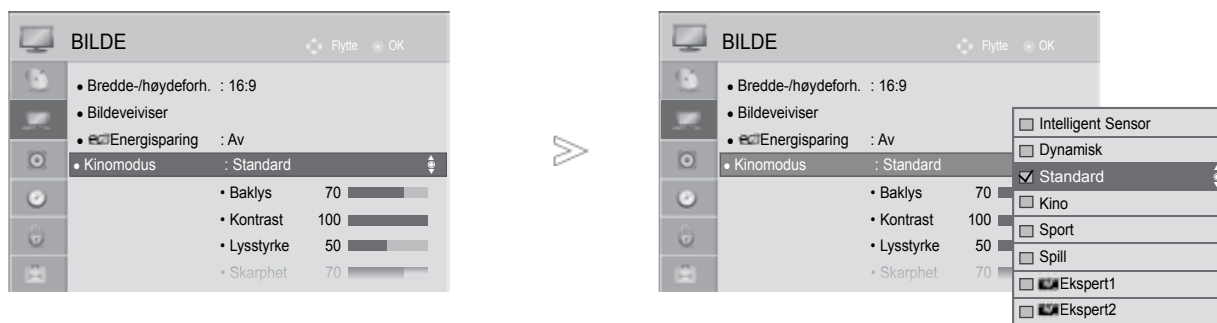 BILDE
Flytte OK
• Bredde-/høydeforh. : 16:9
• Bildeveiviser
• Energisparing : Av
• Kinomodus : Standard
• Baklys 70
• Kontrast 100
• Lysstyrke 50
• Skarphet 70
BILDE
Flytte OK
• Bredde-/høydeforh. : 16:9
• Bildeveiviser
• Energisparing : Av
• Kinomodus : Standard
• Baklys 70
• Kontrast 100
• Lysstyrke 50
• Skarphet 70
Intelligent Sensor
Dynamisk
Standard
Kino
Sport
Spill
Ekspert1
Ekspert2